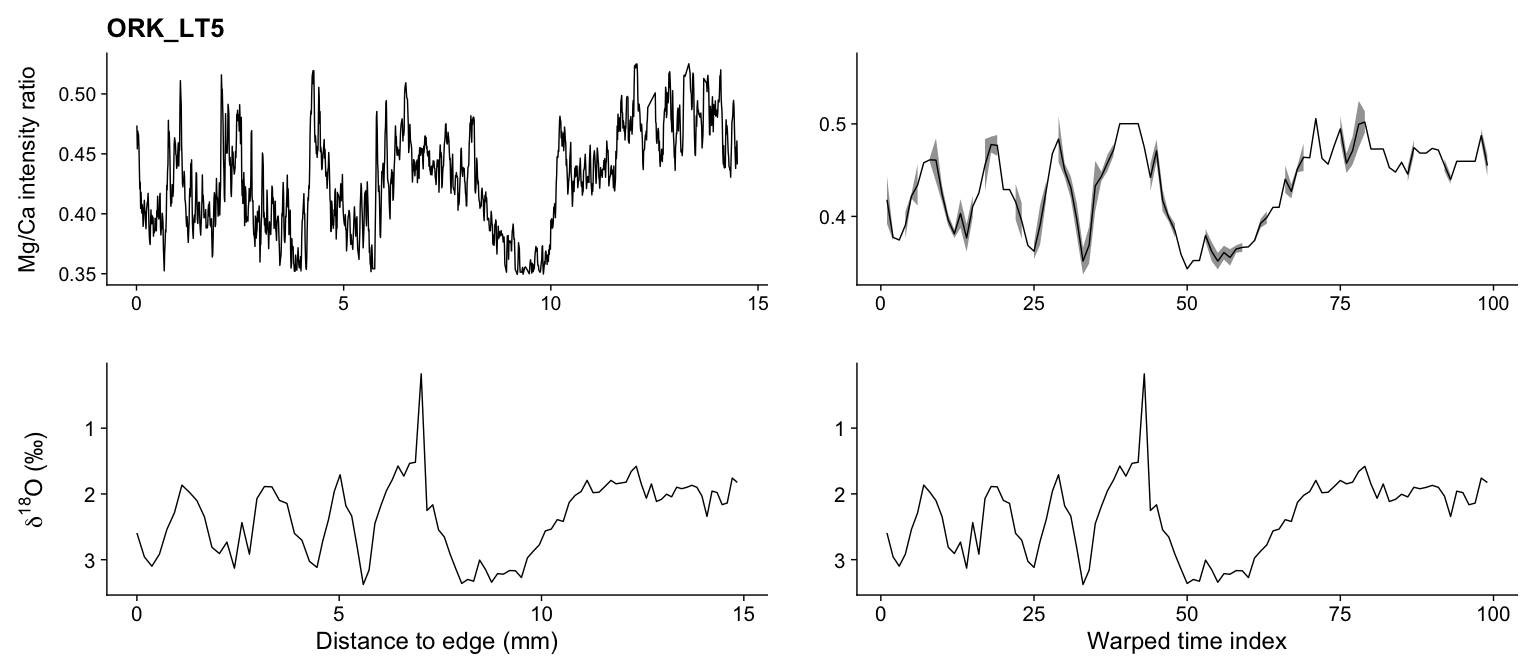 ORK_LT5
Mg/Ca intensity ratio
0.50
0.45
0.40
0.35
0 5 10 15
0.5
0.4
0 25 50 75 100
δ¹⁸O (‰)
1
2
3
0 5 10 15
Distance to edge (mm)
1
2
3
0 25 50 75 100
Warped time index